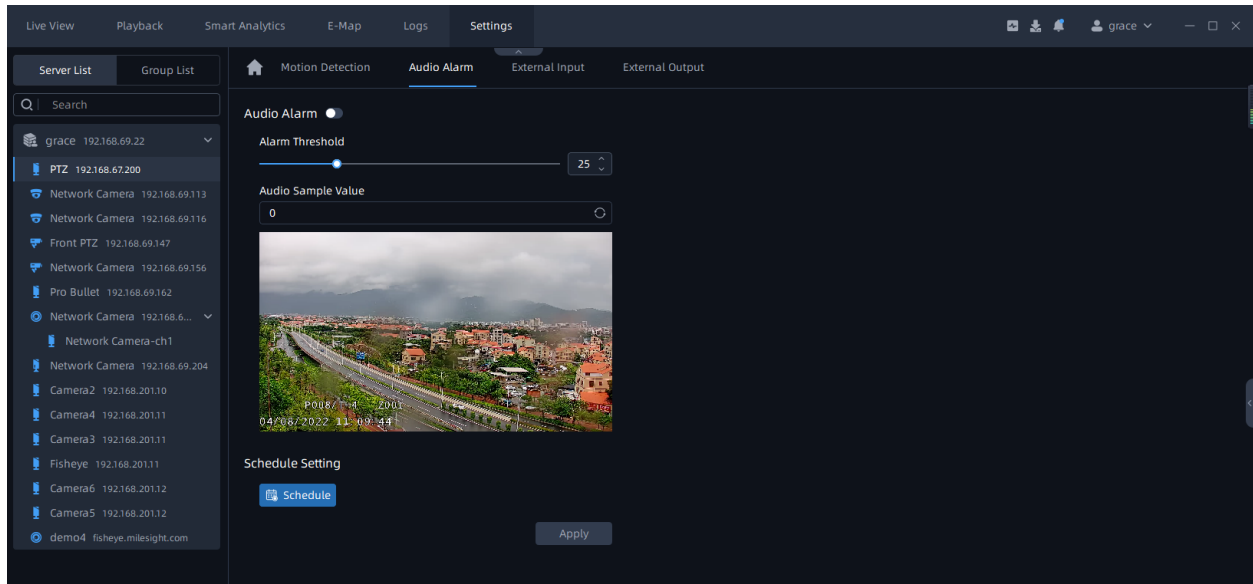 Live View Playback Smart Analytics E-Map Logs Settings grace
Server List Group List
Motion Detection Audio Alarm External Input External Output
Search
grace 192.168.69.22
PTZ 192.168.67.200
Network Camera 192.168.69.113
Network Camera 192.168.69.116
Front PTZ 192.168.69.147
Network Camera 192.168.69.156
Pro Bullet 192.168.69.162
Network Camera 192.168.6...
Network Camera-ch1
Network Camera 192.168.69.204
Camera2 192.168.201.10
Camera4 192.168.201.11
Camera3 192.168.201.11
Fisheye 192.168.201.11
Camera6 192.168.201.12
Camera5 192.168.201.12
demo4 fisheye.milesight.com
Audio Alarm
Alarm Threshold
25
Audio Sample Value
0
04/08/2022 11 09 44
Schedule Setting
Schedule
Apply